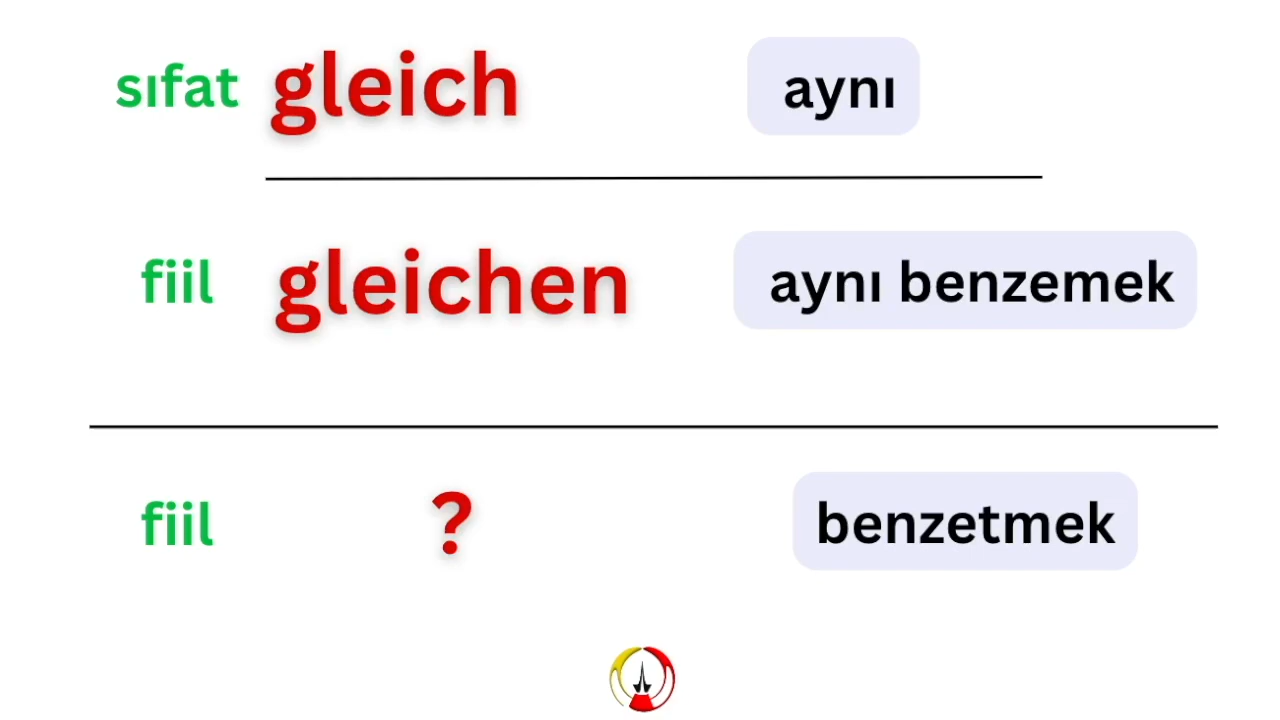 sıfat gleich aynı
fiil gleichen aynı benzemek
fiil ? benzetmek